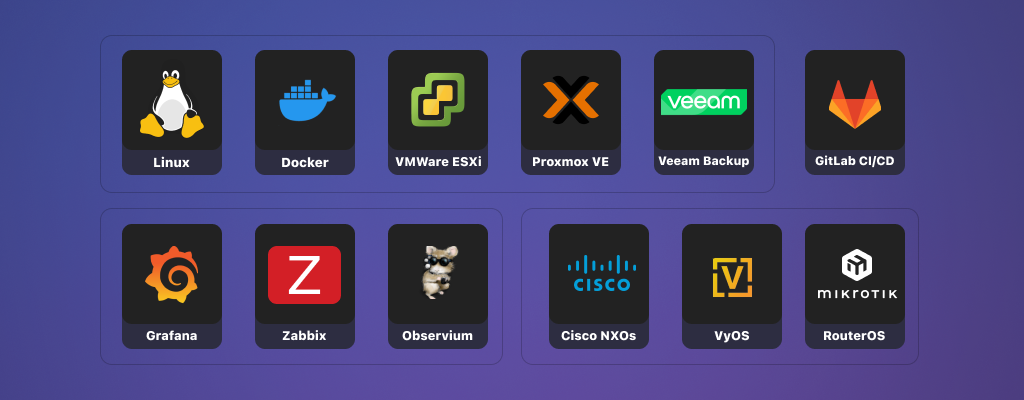 veeam
Linux
Docker
VMWare ESXi
Proxmox VE
Veeam Backup
GitLab CI/CD
Z
CISCO
V
MIKROTIK
Grafana
Zabbix
Observium
Cisco NXOs
VyOS
RouterOS